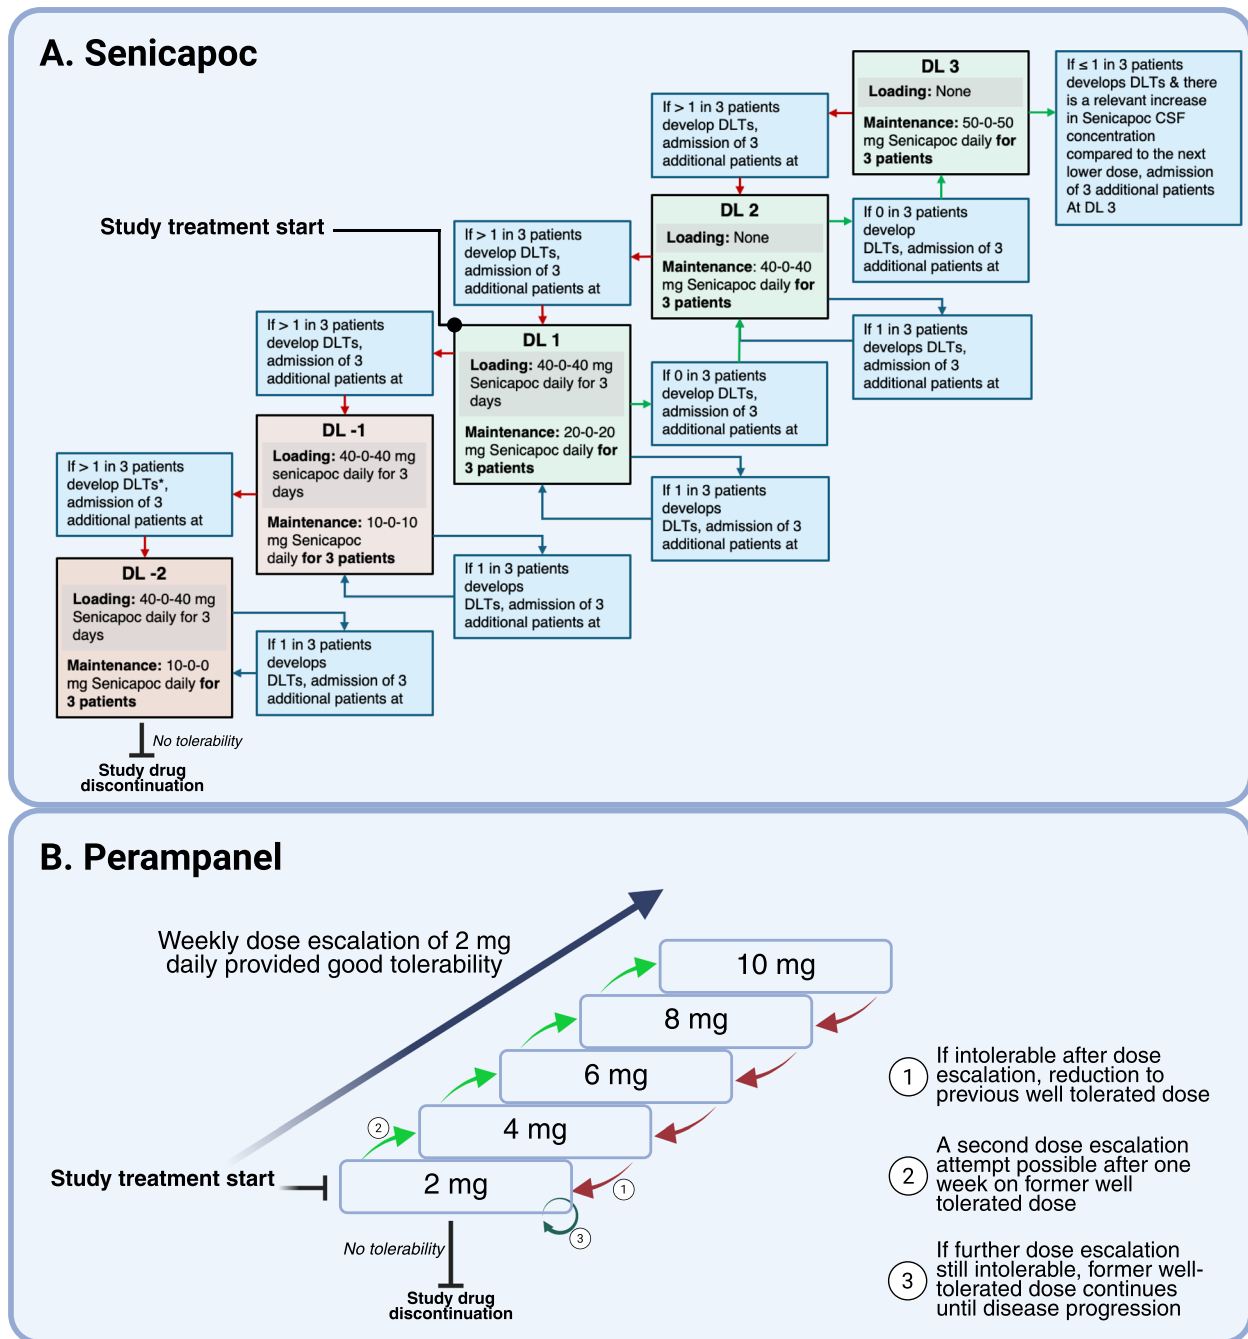 A. Senicapoc
DL 3
Loading: None
Maintenance: 50-0-50
mg Senicapoc daily for
3 patients
If ≤ 1 in 3 patients
develops DLTs & there
is a relevant increase
in Senicapoc CSF
concentration
compared to the next
lower dose, admission
of 3 additional patients
At DL 3
If > 1 in 3 patients
develop DLTs,
admission of 3
additional patients at
DL 2
Loading: None
Maintenance: 40-0-40
mg Senicapoc daily for
3 patients
If 0 in 3 patients
develop
DLTs, admission of 3
additional patients at
If 1 in 3 patients
develops DLTs,
admission of 3
additional patients at
Study treatment start
If > 1 in 3 patients
develop DLTs,
admission of 3
additional patients at
DL 1
Loading: 40-0-40 mg
Senicapoc daily for 3
days
Maintenance: 20-0-20
mg Senicapoc daily for
3 patients
If 0 in 3 patients
develop DLTs,
admission of 3
additional patients at
If 1 in 3 patients
develops
DLTs, admission of 3
additional patients at
If > 1 in 3 patients
develop DLTs,
admission of 3
additional patients at
DL -1
Loading: 40-0-40 mg
senicapoc daily for 3
days
Maintenance: 10-0-10
mg Senicapoc
daily for 3 patients
If 1 in 3 patients
develops
DLTs, admission of 3
additional patients at
If > 1 in 3 patients
develop DLTs*,
admission of 3
additional patients at
DL -2
Loading: 40-0-40 mg
Senicapoc daily for 3
days
Maintenance: 10-0-0
mg Senicapoc daily for
3 patients
If 1 in 3 patients
develops
DLTs, admission of 3
additional patients at
No tolerability
Study drug
discontinuation
B. Perampanel
Weekly dose escalation of 2 mg
daily provided good tolerability
10 mg
8 mg
6 mg
4 mg
2 mg
2
1
3
Study treatment start
No tolerability
Study drug
discontinuation
1
If intolerable after dose
escalation, reduction to
previous well tolerated dose
2
A second dose escalation
attempt possible after one
week on former well
tolerated dose
3
If further dose escalation
still intolerable, former well-
tolerated dose continues
until disease progression